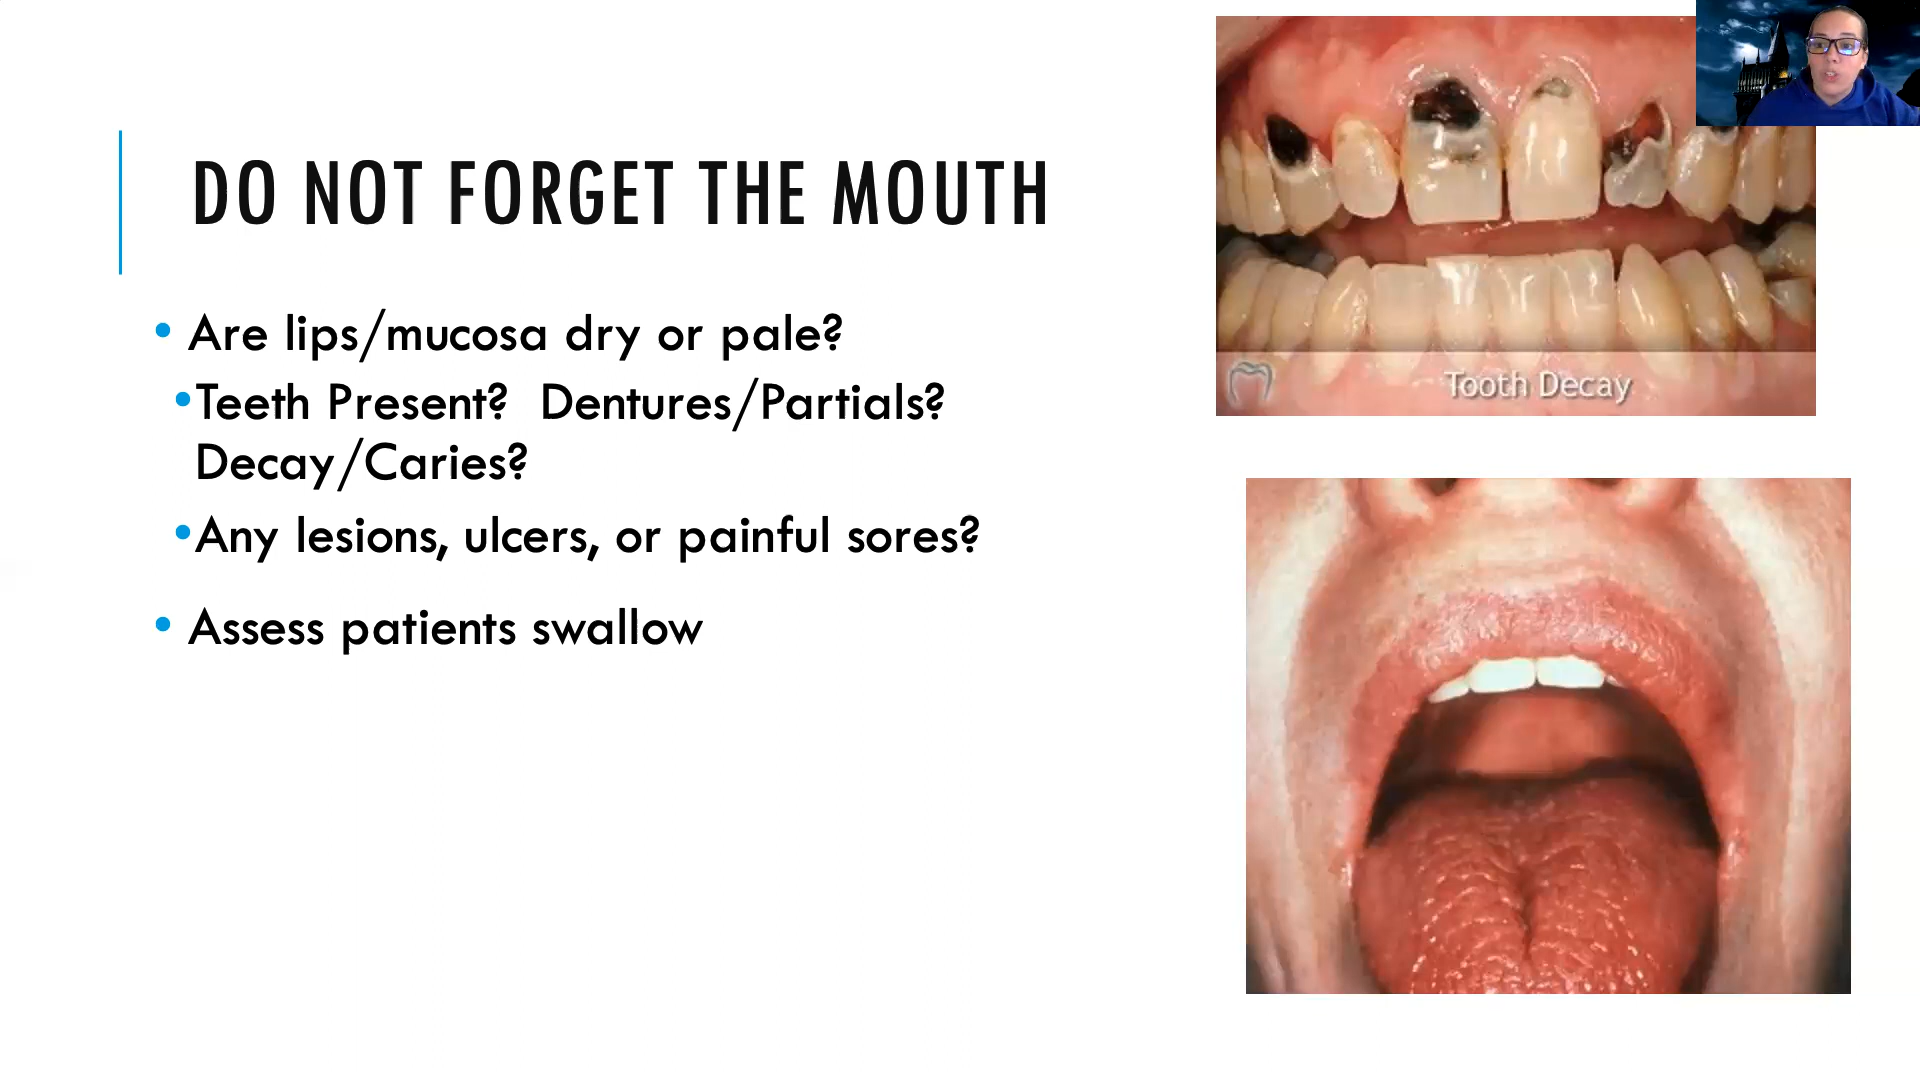 DO NOT FORGET THE MOUTH
• Are lips/mucosa dry or pale?
•Teeth Present?  Dentures/Partials?
Decay/Caries?
•Any lesions, ulcers, or painful sores?
• Assess patients swallow
Tooth Decay